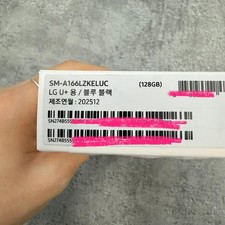 SM-A166LZKELUC (128GB)
LG U+ 용 / 블루 블랙
제조연월 : 202512